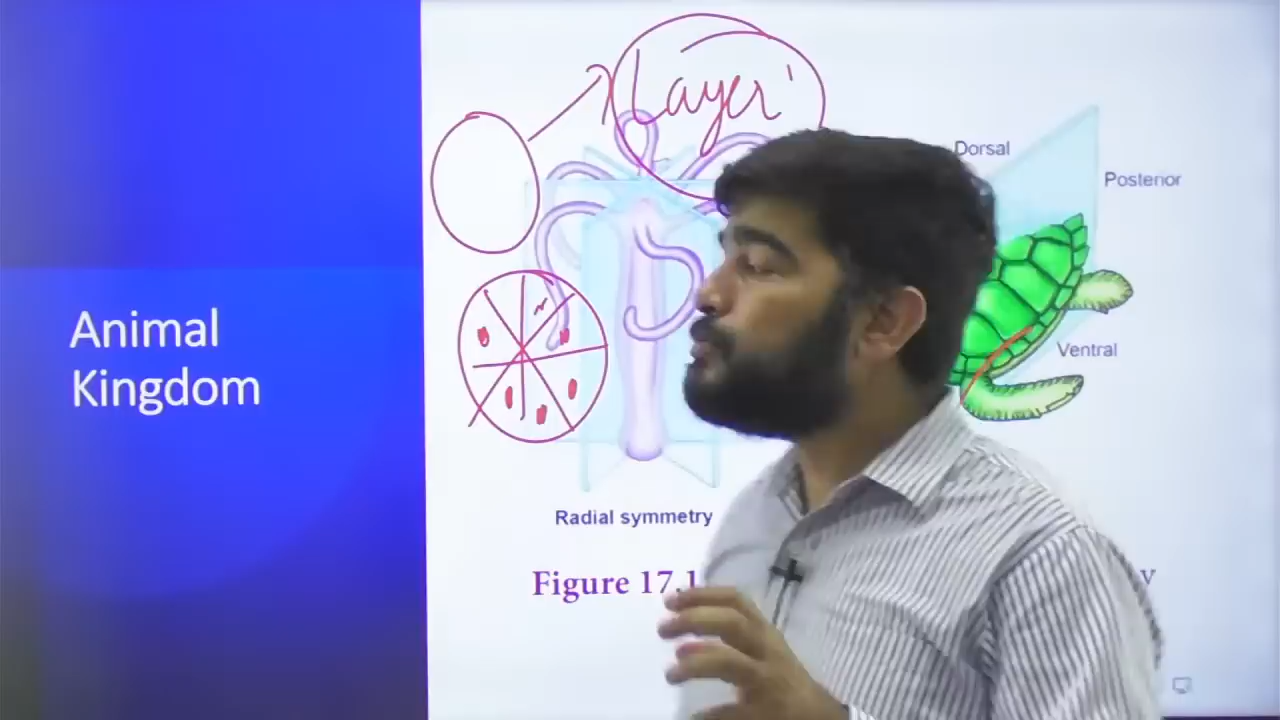 Animal
Kingdom
Layer
Dorsal
Posterior
Ventral
Radial symmetry
Figure 17.1